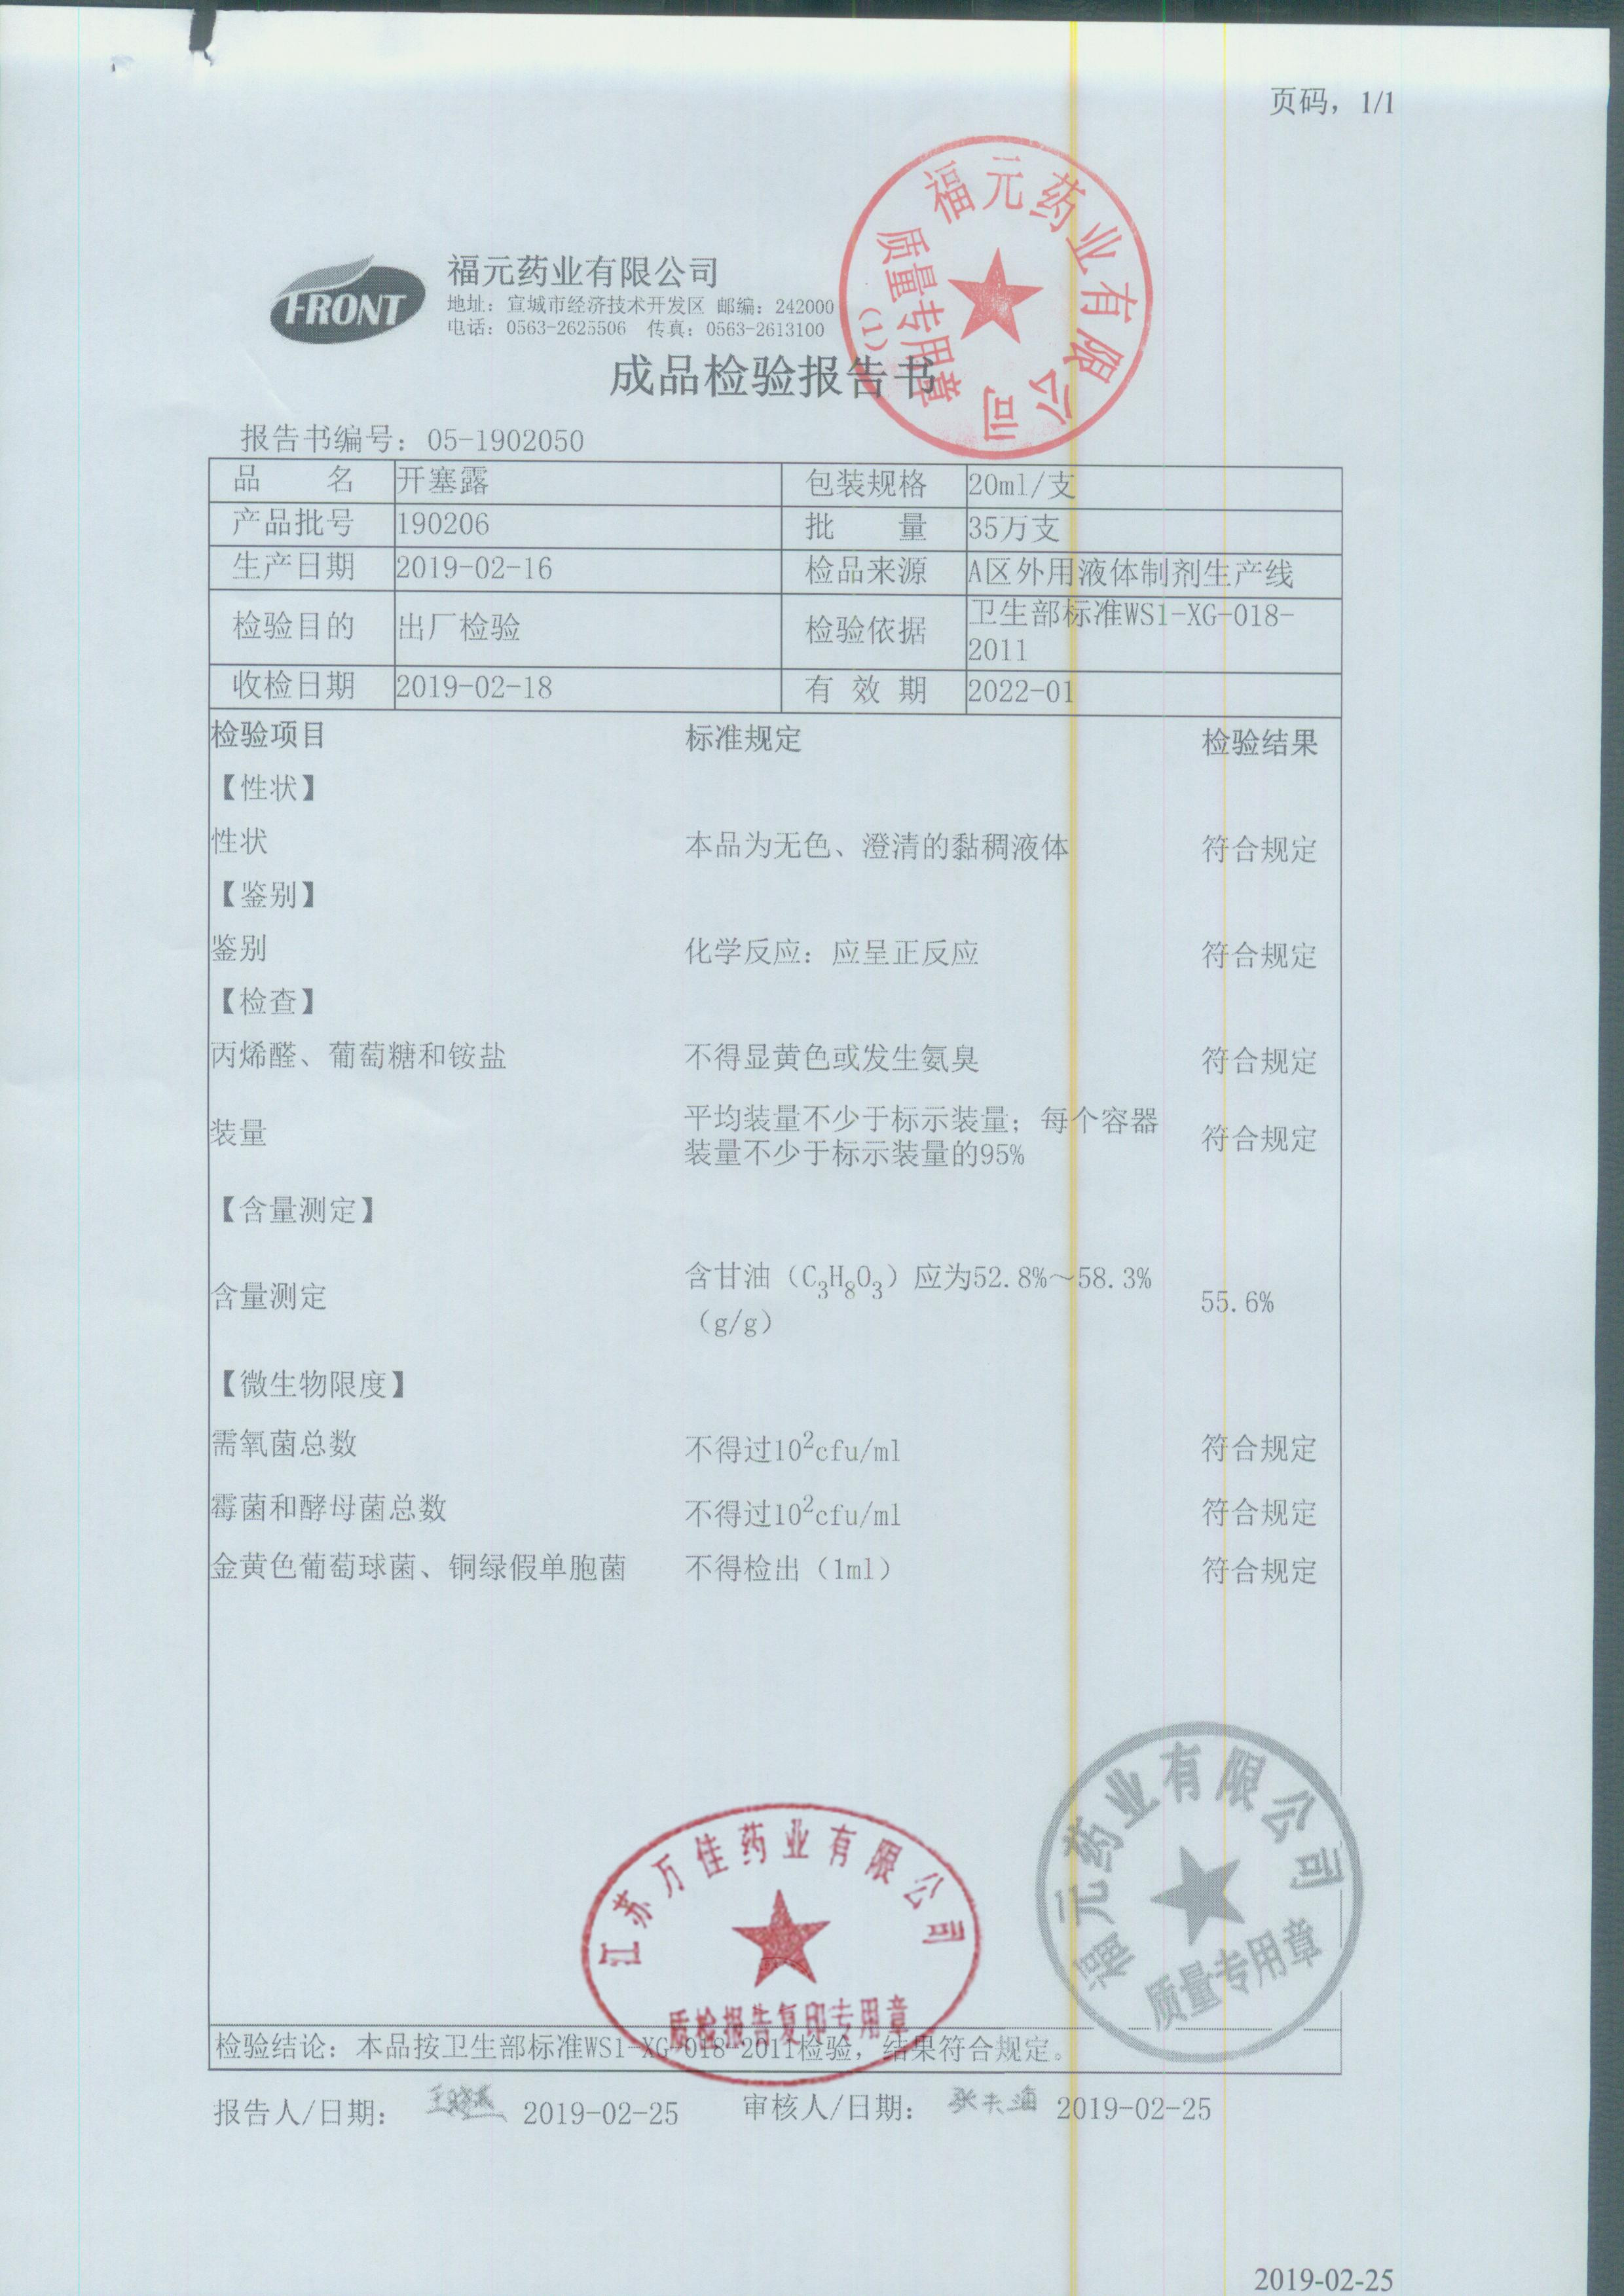 页码，1/1
福元药业有限公司
质量专用章
(1)
FRONT
福元药业有限公司
地址：宣城市经济技术开发区 邮编：242000
电话：0563-2625506 传真：0563-2613100
成品检验报告书
报告书编号：05-1902050
品 名 开塞露 包装规格 20ml/支
产品批号 190206 批 量 35万支
生产日期 2019-02-16 检品来源 A区外用液体制剂生产线
检验目的 出厂检验 检验依据 卫生部标准WS1-XG-018-
2011
收检日期 2019-02-18 有 效 期 2022-01
检验项目 标准规定 检验结果
【性状】
性状 本品为无色、澄清的黏稠液体 符合规定
【鉴别】
鉴别 化学反应：应呈正反应 符合规定
【检查】
丙烯醛、葡萄糖和铵盐 不得显黄色或发生氨臭 符合规定
装量 平均装量不少于标示装量；每个容器 符合规定
装量不少于标示装量的95%
【含量测定】
含量测定 含甘油（C₃H₈O₃）应为52.8%～58.3% 55.6%
（g/g）
【微生物限度】
需氧菌总数 不得过10²cfu/ml 符合规定
霉菌和酵母菌总数 不得过10²cfu/ml 符合规定
金黄色葡萄球菌、铜绿假单胞菌 不得检出（1ml） 符合规定
江苏万佳药业有限公司
质检报告复印专用章
福元药业有限公司
质量专用章
检验结论：本品按卫生部标准WS1-XG-018-2011检验，结果符合规定。
报告人/日期： 2019-02-25 审核人/日期： 2019-02-25
2019-02-25